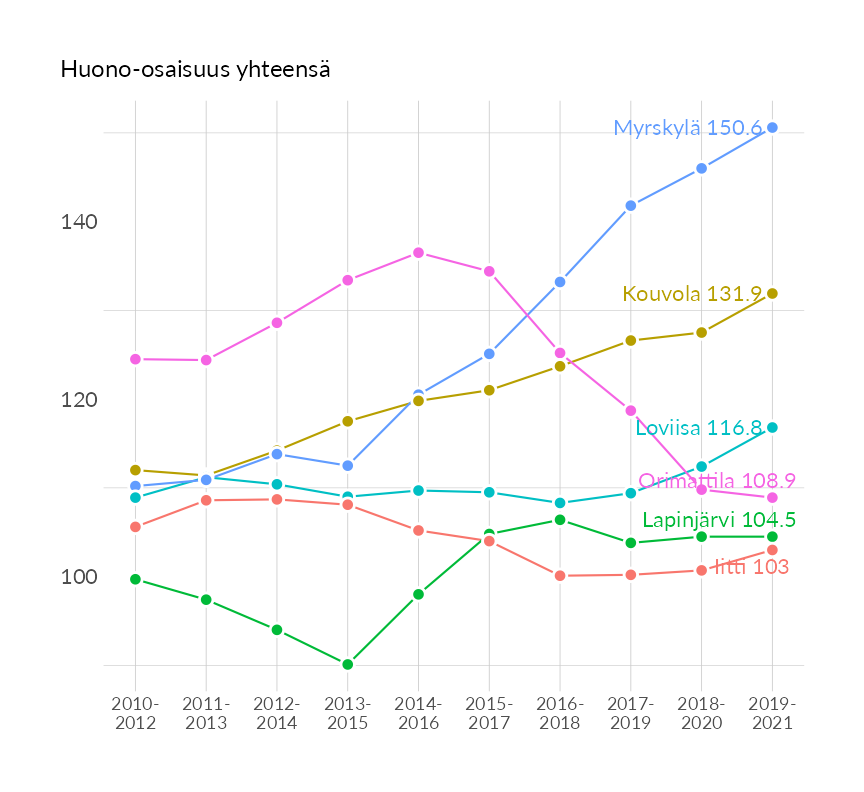 Huono-osaisuus yhteensä
Myrskylä 150.6
140
Kouvola 131.9
120
Loviisa 116.8
Orimattila 108.9
Lapinjärvi 104.5
Iitti 103
100
2010- 2011- 2012- 2013- 2014- 2015- 2016- 2017- 2018- 2019-
2012 2013 2014 2015 2016 2017 2018 2019 2020 2021